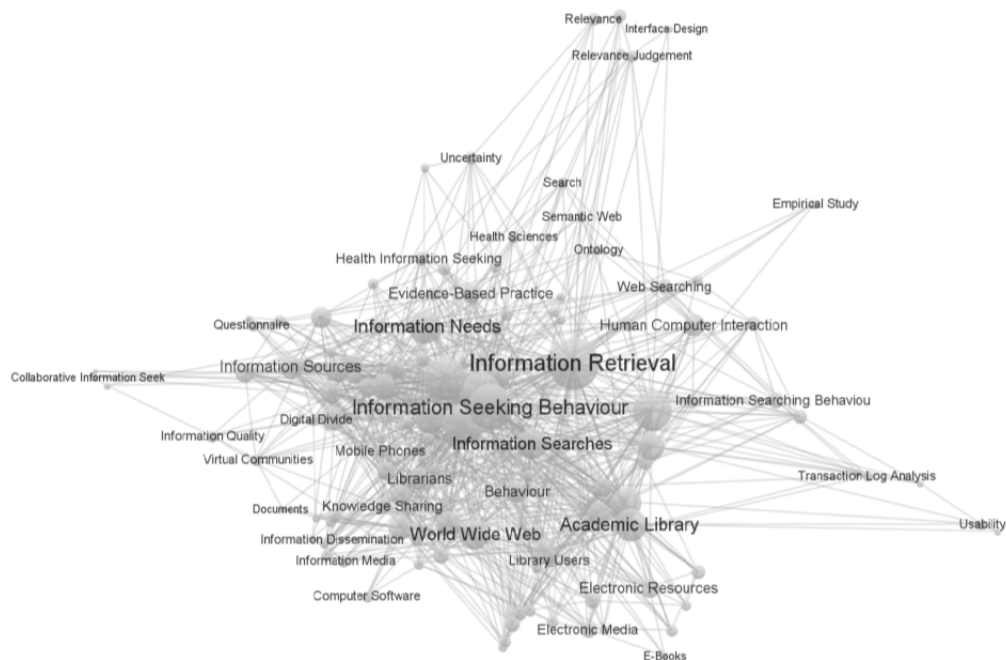 Relevance
Interface Design
Relevance Judgement
Uncertainty
Search
Empirical Study
Semantic Web
Health Sciences
Ontology
Health Information Seeking
Web Searching
Evidence-Based Practice
Questionnaire
Information Needs
Human Computer Interaction
Information Sources
Information Retrieval
Collaborative Information Seek
Information Searching Behaviou
Information Seeking Behaviour
Digital Divide
Information Quality
Information Searches
Mobile Phones
Virtual Communities
Transaction Log Analysis
Librarians
Behaviour
Documents
Knowledge Sharing
Academic Library
Usability
Information Dissemination
World Wide Web
Information Media
Library Users
Electronic Resources
Computer Software
Electronic Media
E-Books